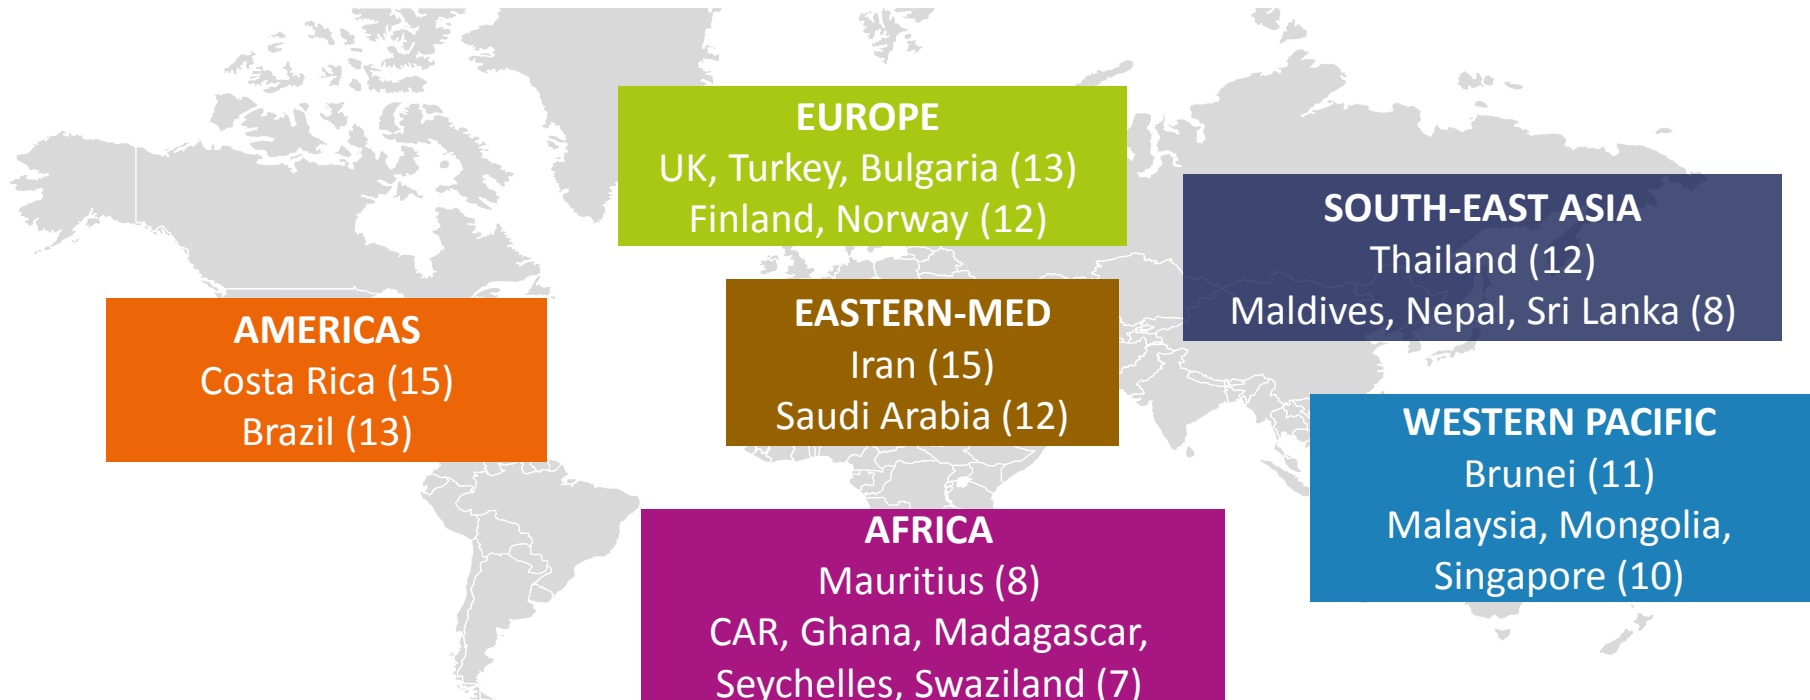 EUROPE
UK, Turkey, Bulgaria (13)
Finland, Norway (12)
SOUTH-EAST ASIA
Thailand (12)
Maldives, Nepal, Sri Lanka (8)
AMERICAS
Costa Rica (15)
Brazil (13)
EASTERN-MED
Iran (15)
Saudi Arabia (12)
WESTERN PACIFIC
Brunei (11)
Malaysia, Mongolia,
Singapore (10)
AFRICA
Mauritius (8)
CAR, Ghana, Madagascar,
Seychelles, Swaziland (7)